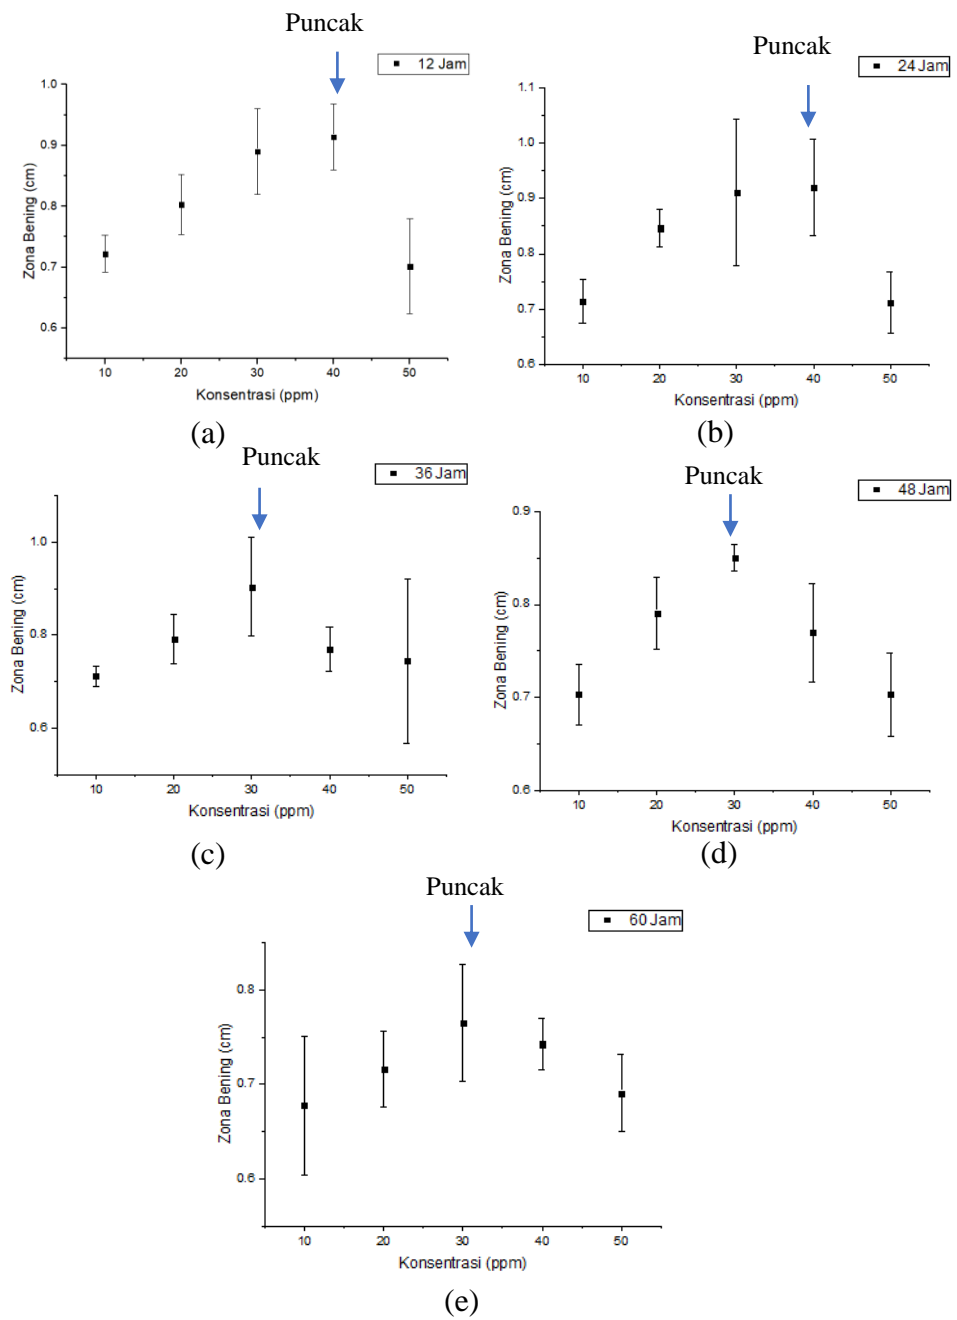 Puncak
12 Jam
1.0
0.9
0.8
0.7
0.6
Zona Bening (cm)
10 20 30 40 50
Konsentrasi (ppm)
(a)
Puncak
24 Jam
1.1
1.0
0.9
0.8
0.7
0.6
Zona Bening (cm)
10 20 30 40 50
Konsentrasi (ppm)
(b)
Puncak
36 Jam
1.0
0.8
0.6
Zona Bening (cm)
10 20 30 40 50
Konsentrasi (ppm)
(c)
Puncak
48 Jam
0.9
0.8
0.7
0.6
Zona Bening (cm)
10 20 30 40 50
Konsentrasi (ppm)
(d)
Puncak
60 Jam
0.8
0.7
0.6
Zona Bening (cm)
10 20 30 40 50
Konsentrasi (ppm)
(e)